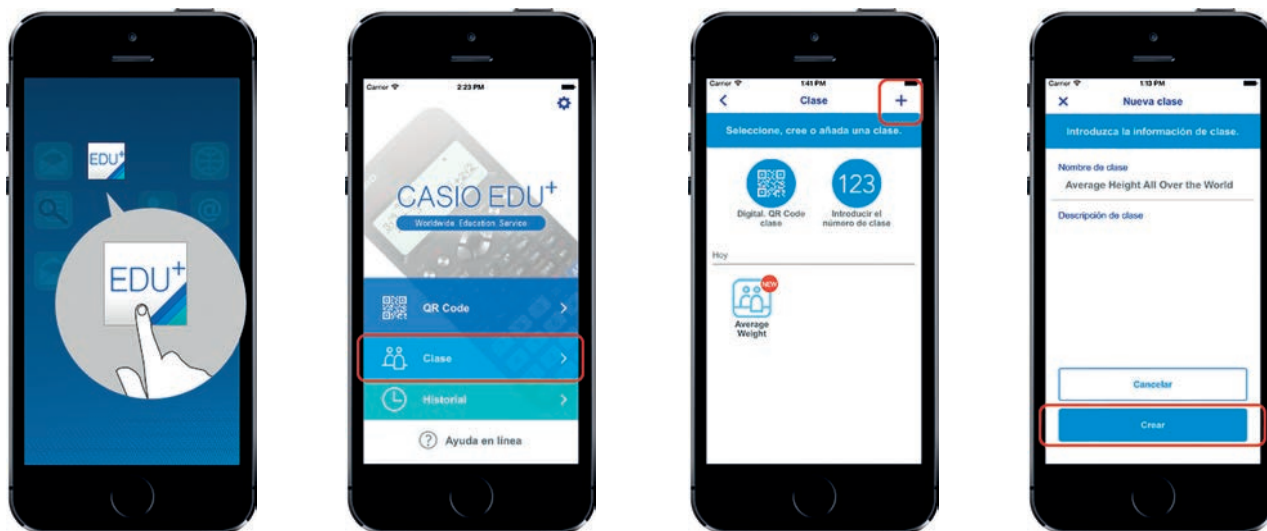 EDU+
EDU+
Carrier 2:23 PM
CASIO EDU+
Worldwide Education Service
QR Code
Clase
Historial
? Ayuda en línea
Carrier 1:41 PM
Clase +
Seleccione, cree o añada una clase.
123
Digital. QR Code
clase
Introducir el
número de clase
Hoy
NEW
Average
Weight
Carrier 1:13 PM
Nueva clase
Introduzca la información de clase.
Nombre de clase
Average Height All Over the World
Descripción de clase
Cancelar
Crear